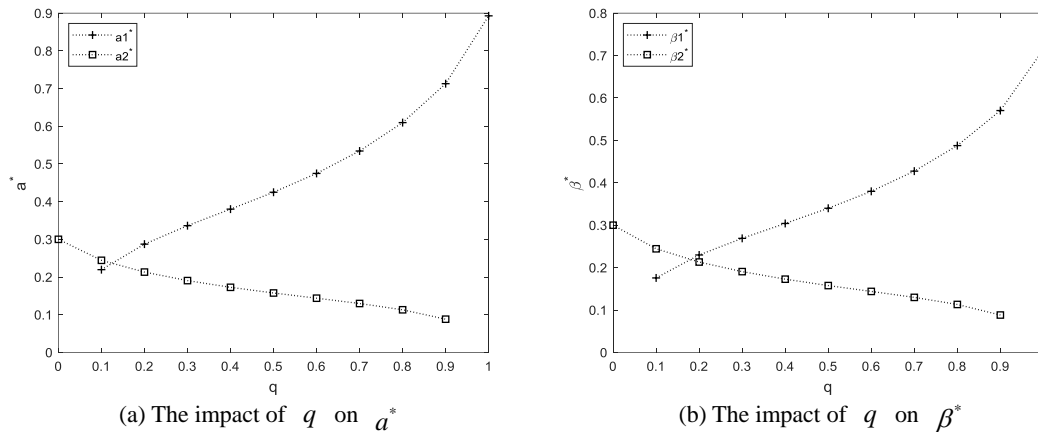 a1*
a2*
0.9
0.8
0.7
0.6
0.5
0.4
0.3
0.2
0.1
0
a*
0 0.1 0.2 0.3 0.4 0.5 0.6 0.7 0.8 0.9 1
q
(a) The impact of q on a*
β1*
β2*
0.8
0.7
0.6
0.5
0.4
0.3
0.2
0.1
0
β*
0 0.1 0.2 0.3 0.4 0.5 0.6 0.7 0.8 0.9
q
(b) The impact of q on β*